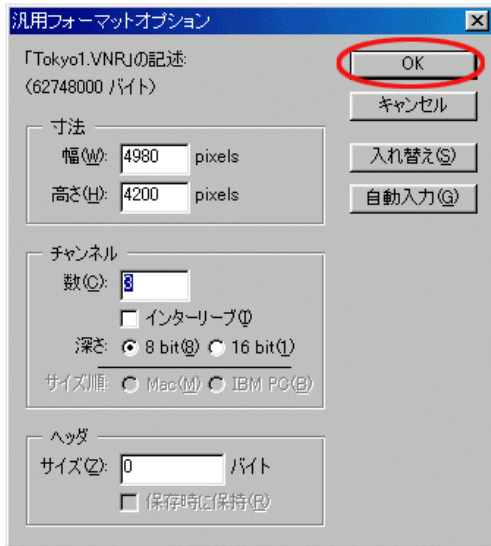 汎用フォーマットオプション
「Tokyo1.VNR」の記述:
(62748000 バイト)
OK
キャンセル
入れ替え(S)
自動入力(G)
寸法
幅(W): 4980 pixels
高さ(H): 4200 pixels
チャンネル
数(C): 3
インターリーブ(I)
深さ: 8 bit(8) 16 bit(1)
サイズ順: Mac(M) IBM PC(B)
ヘッダ
サイズ(Z): 0 バイト
保存時に保持(R)